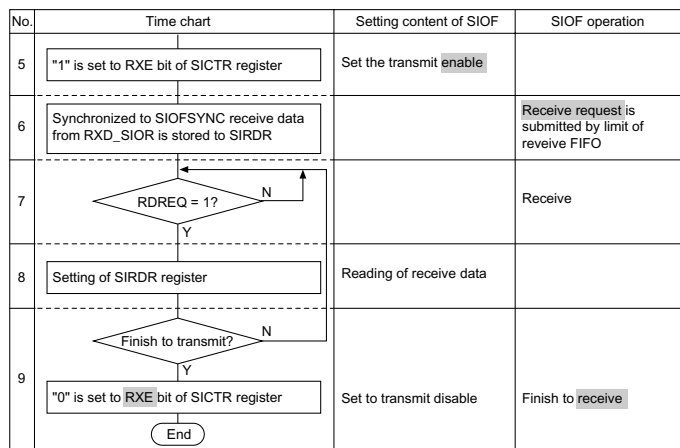 No. Time chart Setting content of SIOF SIOF operation
5 "1" is set to RXE bit of SICTR register Set the transmit enable
6 Synchronized to SIOFSYNC receive data
from RXD_SIOR is stored to SIRDR
Receive request is
submitted by limit of
reveive FIFO
7 RDREQ = 1? N Receive
Y
8 Setting of SIRDR register Reading of receive data
9 Finish to transmit? N
Y
"0" is set to RXE bit of SICTR register Set to transmit disable Finish to receive
End